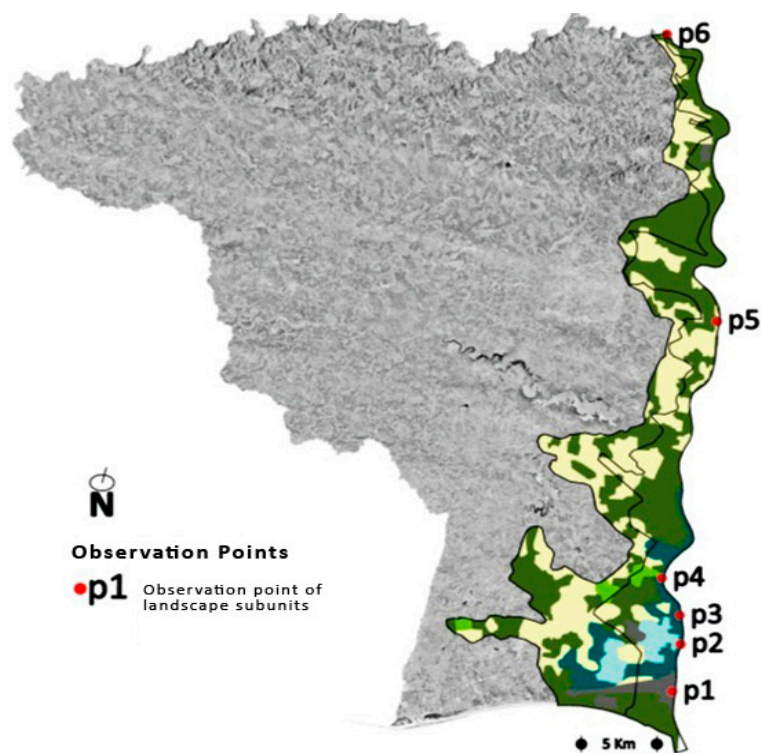 p6
p5
N
Observation Points
p1 Observation point of
landscape subunits
p4
p3
p2
p1
5 Km